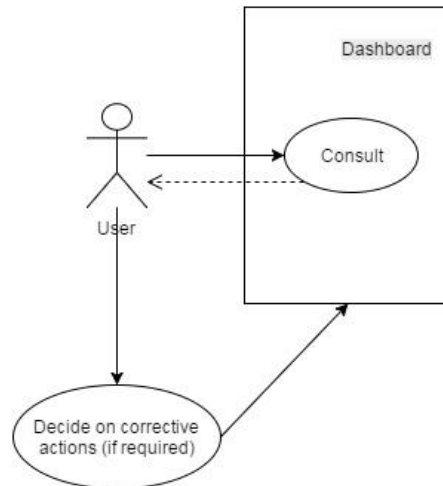 Dashboard
Consult
User
Decide on corrective
actions (if required)